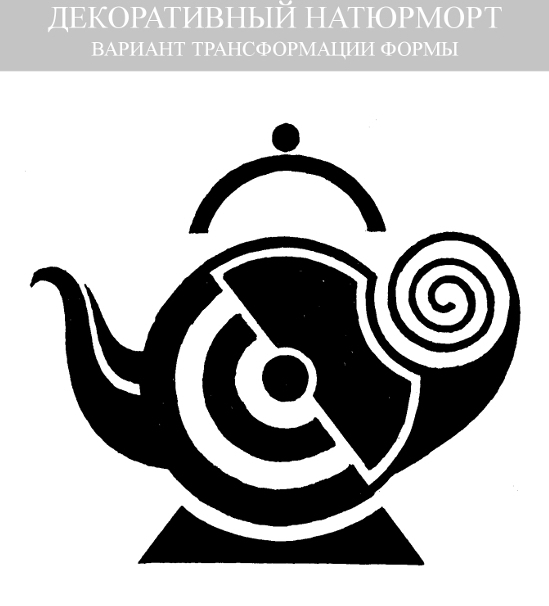 ДЕКОРАТИВНЫЙ НАТЮРМОРТ
ВАРИАНТ ТРАНСФОРМАЦИИ ФОРМЫ